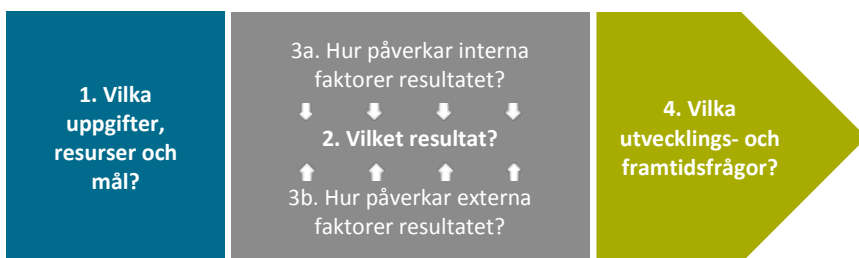 1. Vilka
uppgifter,
resurser och
mål?
3a. Hur påverkar interna
faktorer resultatet?
2. Vilket resultat?
3b. Hur påverkar externa
faktorer resultatet?
4. Vilka
utvecklings- och
framtidsfrågor?